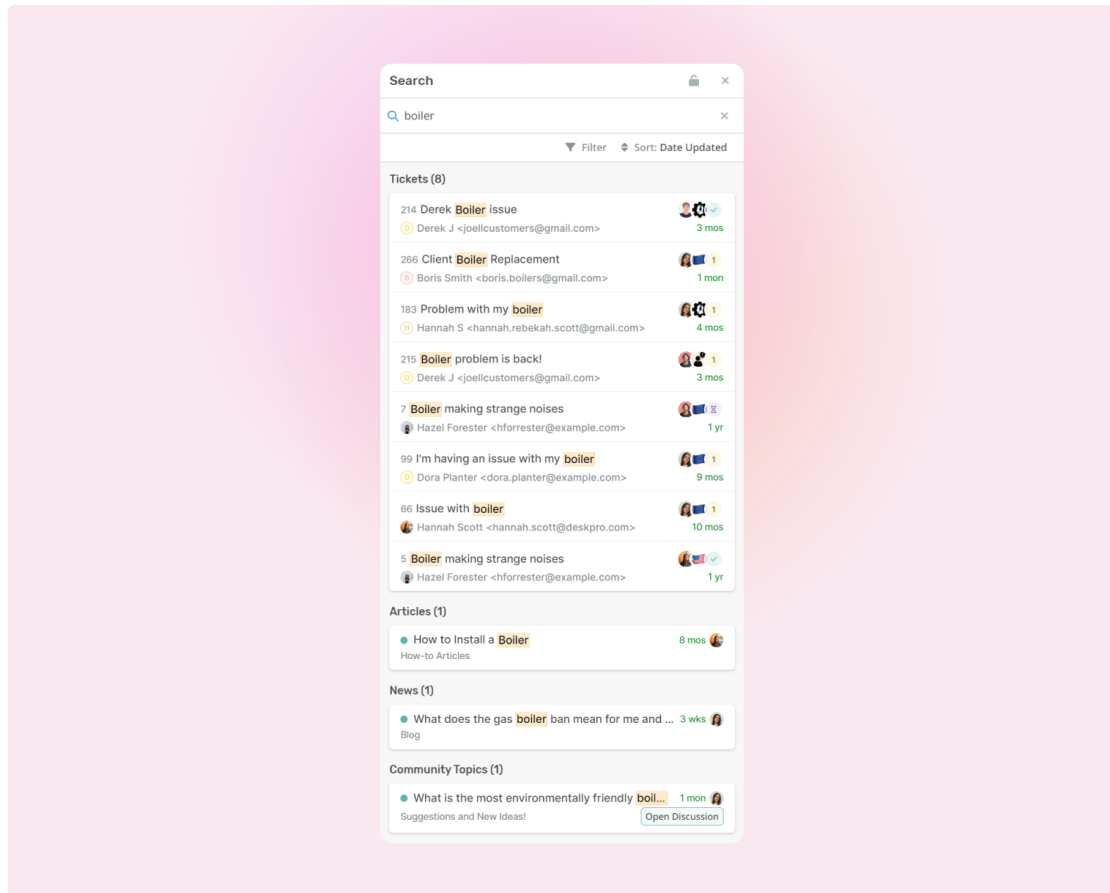 Search
boiler
Filter Sort: Date Updated
Tickets (8)
214 Derek Boiler issue
D Derek J <joellcustomers@gmail.com> 3 mos
266 Client Boiler Replacement 1
B Boris Smith <boris.boilers@gmail.com> 1 mon
183 Problem with my boiler 1
H Hannah S <hannah.rebekah.scott@gmail.com> 4 mos
215 Boiler problem is back! 1
D Derek J <joellcustomers@gmail.com> 3 mos
7 Boiler making strange noises
Hazel Forester <hforrester@example.com> 1 yr
99 I'm having an issue with my boiler 1
D Dora Planter <dora.planter@example.com> 9 mos
66 Issue with boiler 1
Hannah Scott <hannah.scott@deskpro.com> 10 mos
5 Boiler making strange noises
Hazel Forester <hforrester@example.com> 1 yr
Articles (1)
How to Install a Boiler 8 mos
How-to Articles
News (1)
What does the gas boiler ban mean for me and ... 3 wks
Blog
Community Topics (1)
What is the most environmentally friendly boil... 1 mon
Suggestions and New Ideas! Open Discussion